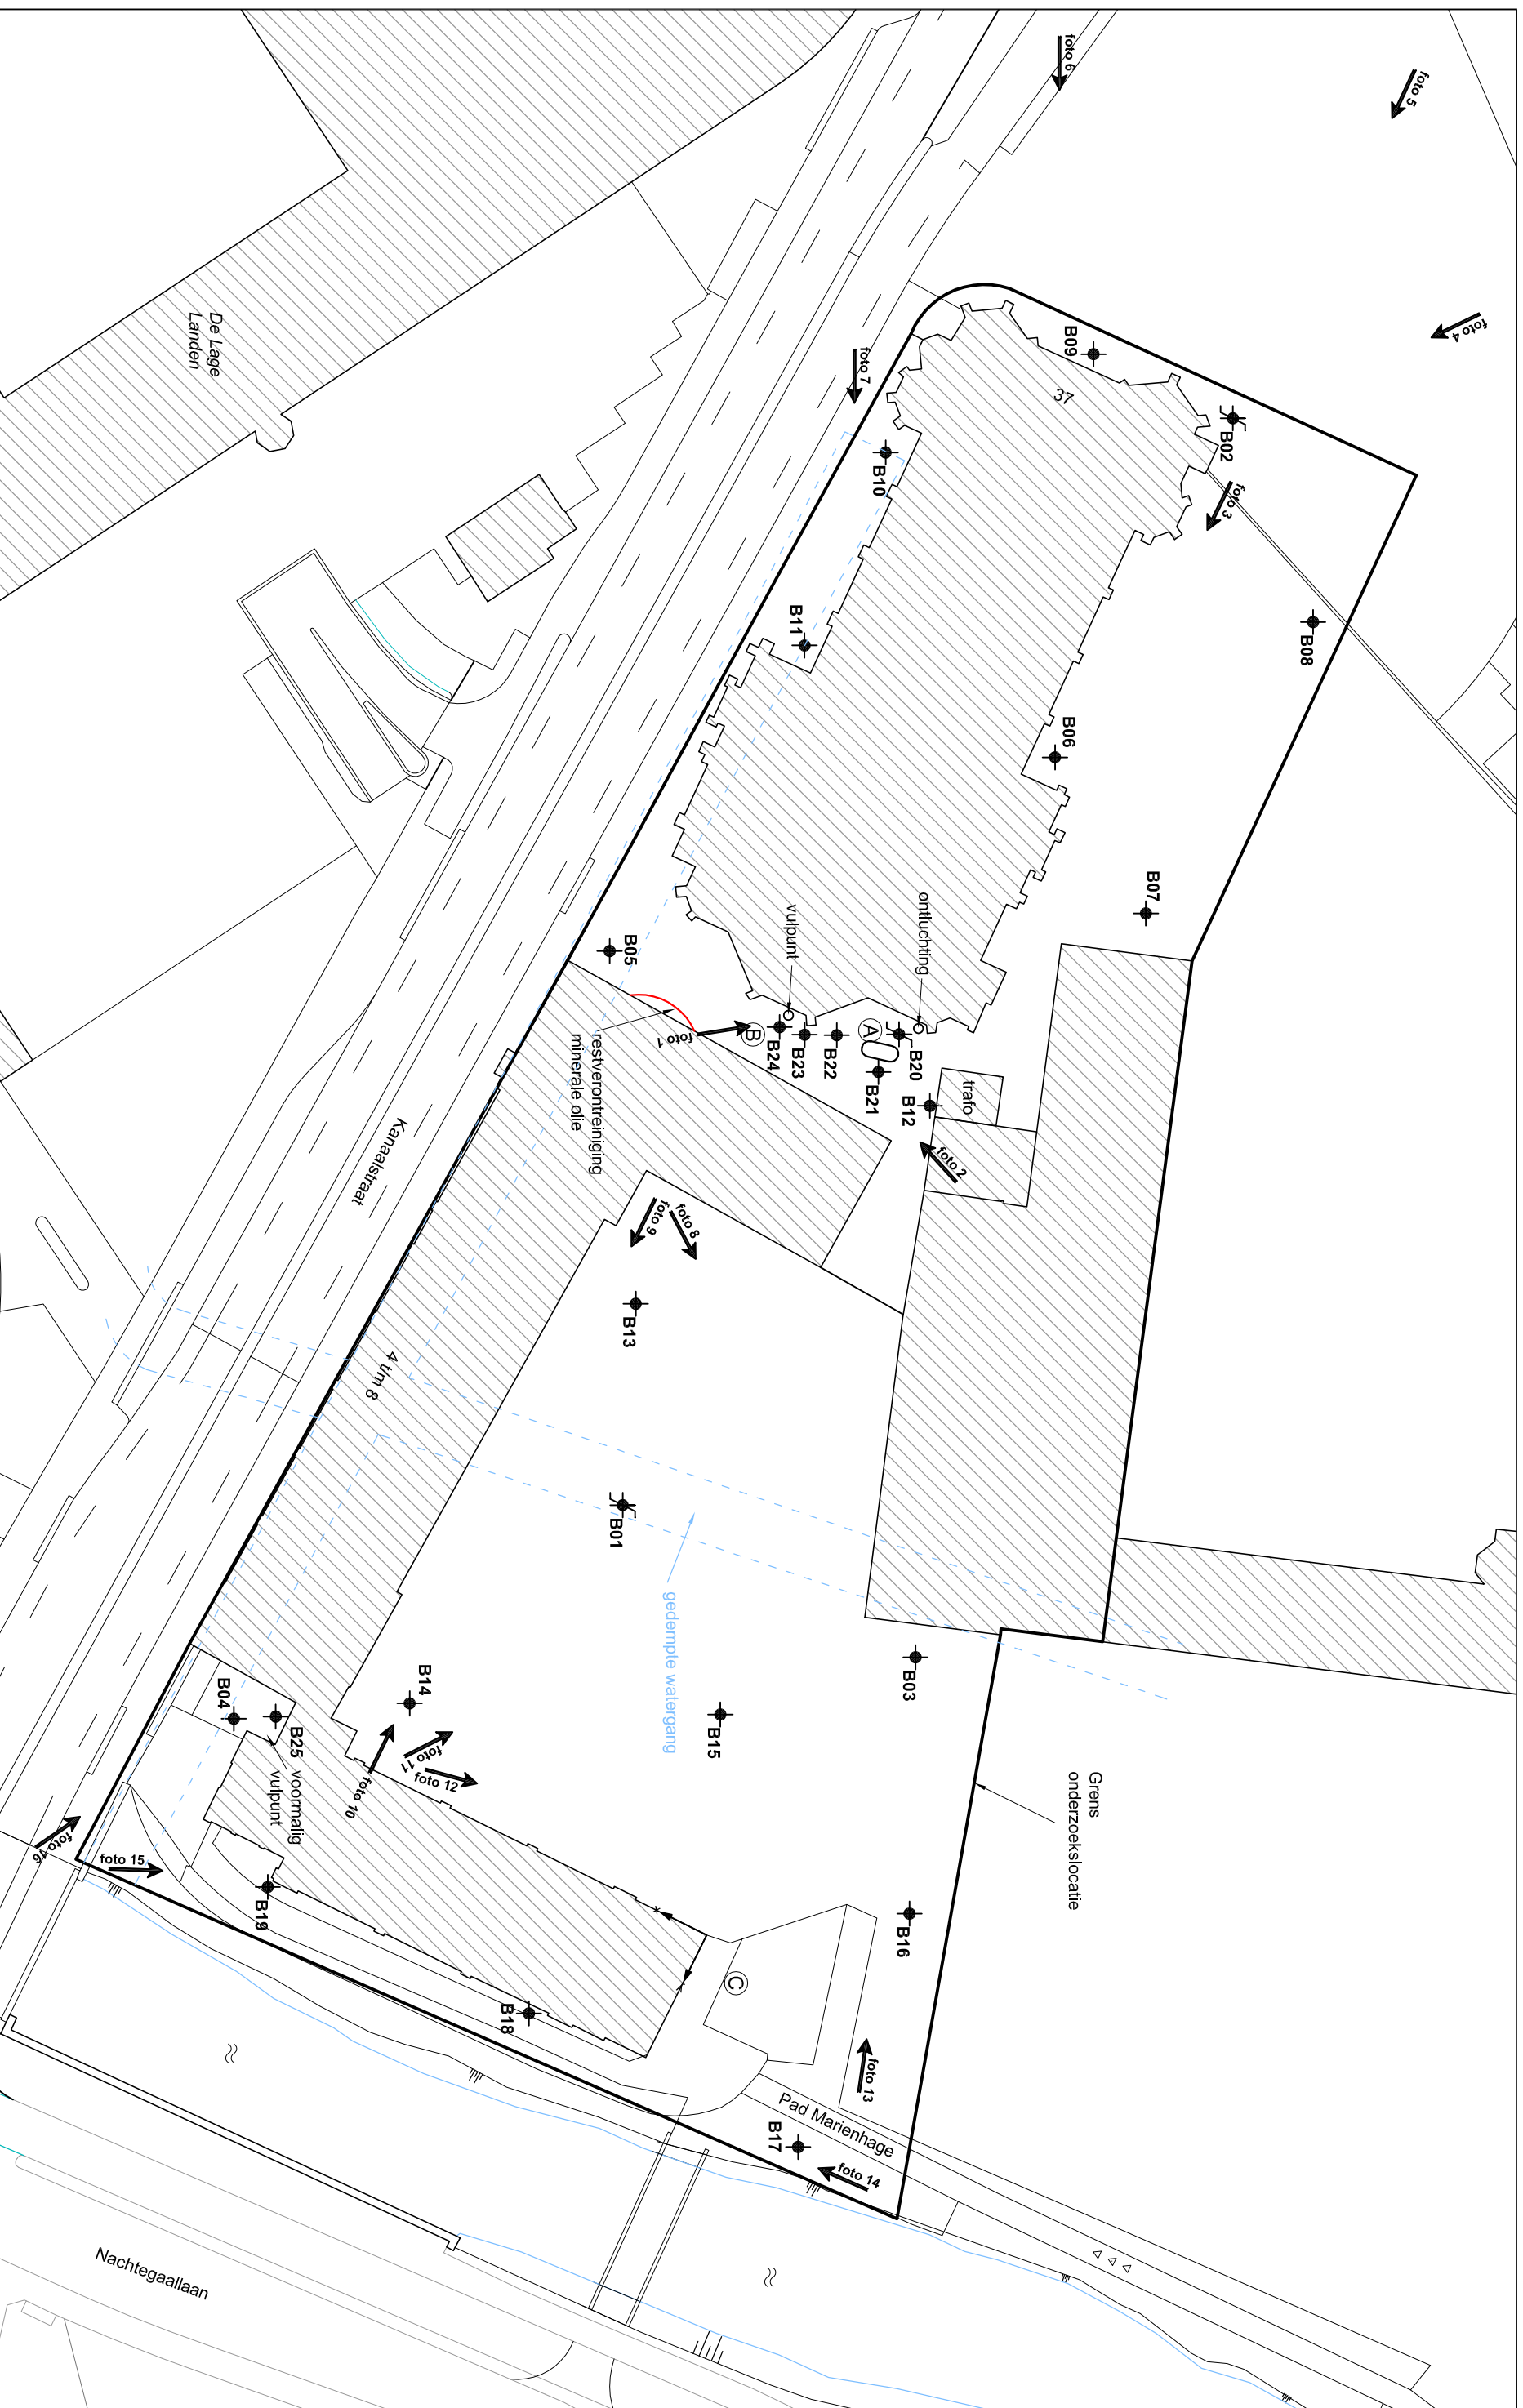 foto 6
foto 5
foto 4
De Lage
Landen
foto 7
B09
37
B02
foto 3
B10
B08
B11
B06
B07
ontluchting
vulpunt
B05
restverontreiniging
minerale olie
foto 1
B
B24
B23
B22
A
B20
B21
B12
trafo
foto 2
Kanaalstraat
foto 9
foto 8
B13
4 t/m 8
B01
gedempte watergang
B03
B15
B14
B04
B25
voormalig
vulpunt
foto 10
foto 11
foto 12
Grens
onderzoekslocatie
foto 16
foto 15
B19
B16
C
B18
foto 13
Pad Marienhage
B17
foto 14
Nachtegaallaan